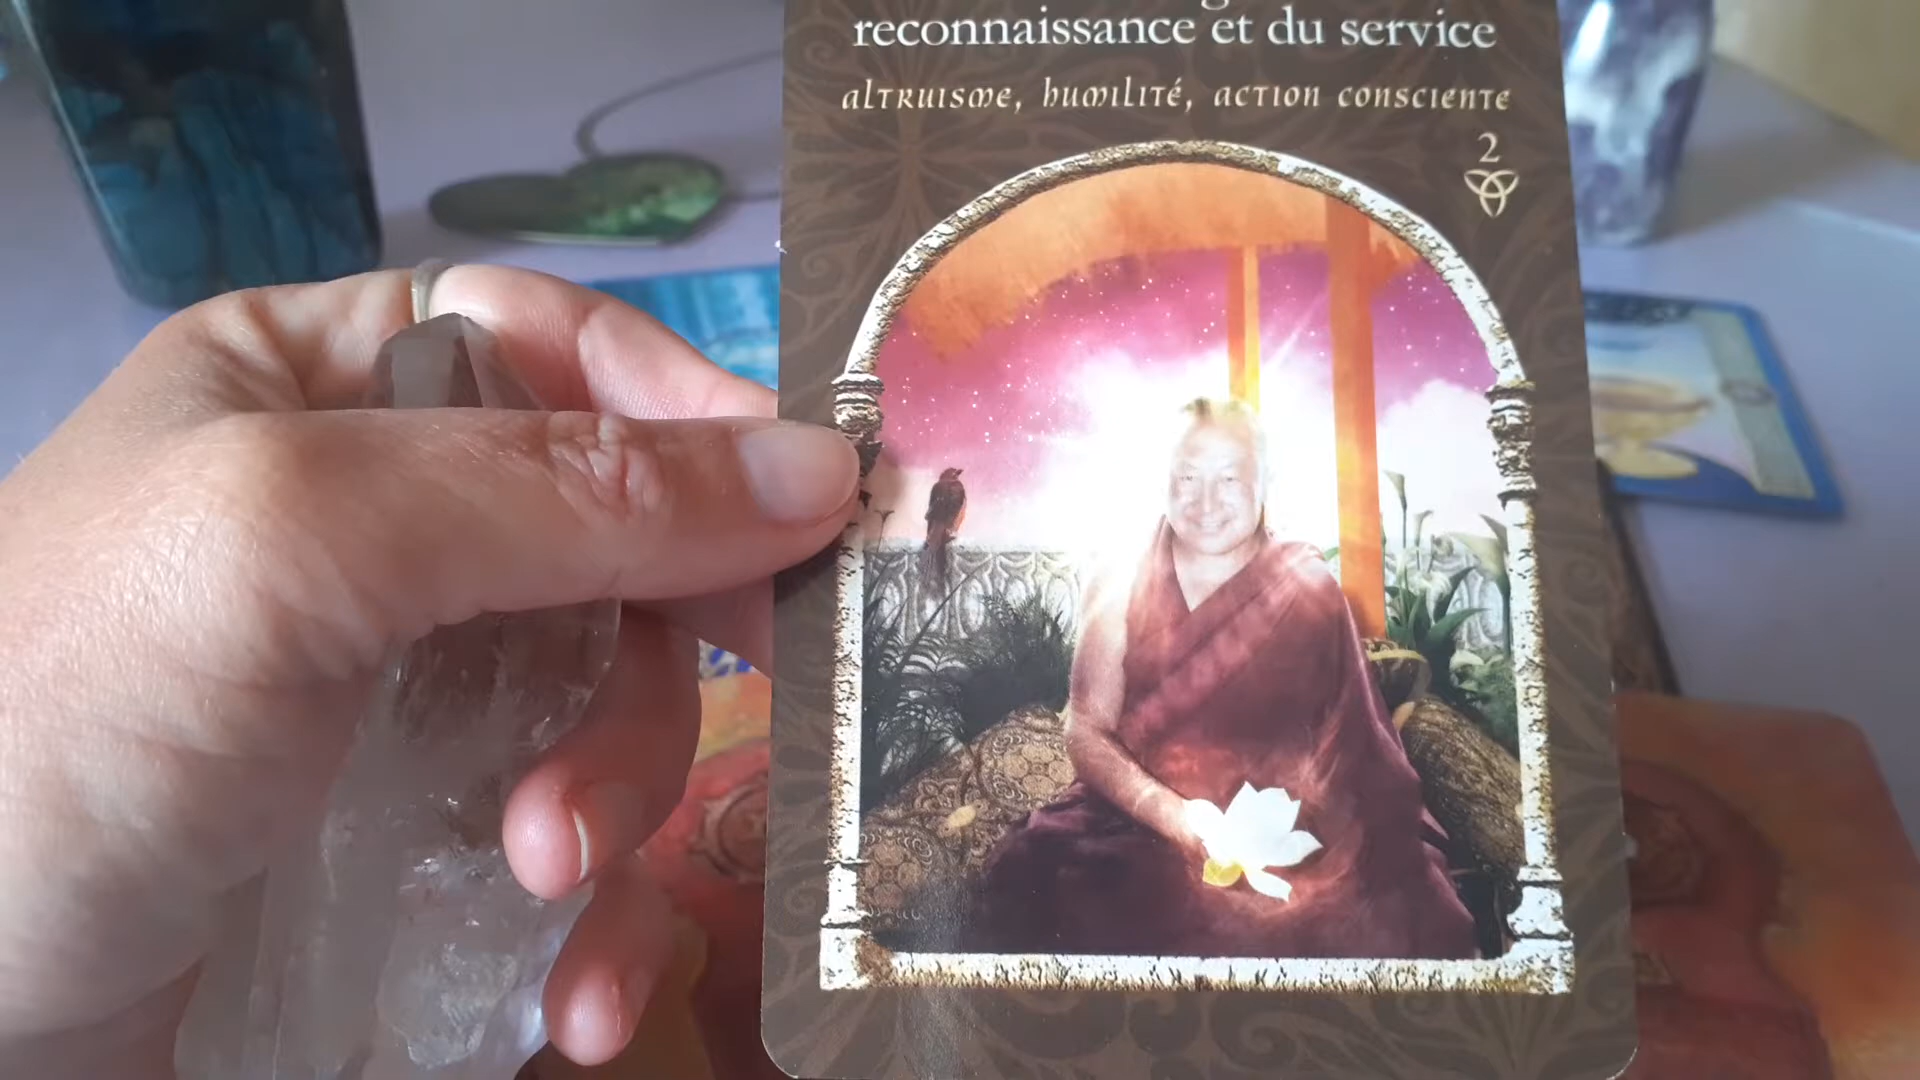 reconnaissance et du service
altruisme, humilité, action consciente
2